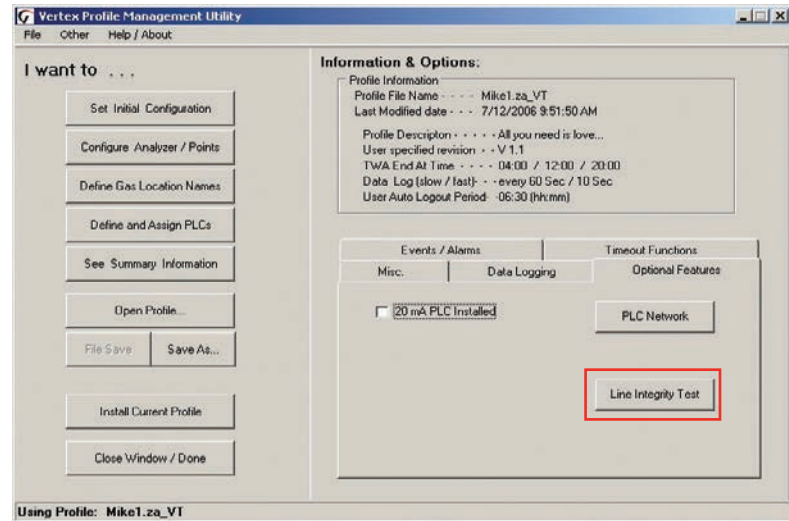 Vertex Profile Management Utility
File Other Help / About
I want to ...
Set Initial Configuration
Configure Analyzer / Points
Define Gas Location Names
Define and Assign PLCs
See Summary Information
Open Profile...
File Save
Save As...
Install Current Profile
Close Window / Done
Information & Options:
Profile Information
Profile File Name - - - - Mike1.za_VT
Last Modified date - - - 7/12/2006 9:51:50 AM
Profile Descripton - - - - - All you need is love...
User specified revision - - V 1.1
TWA End At Time - - - - 04:00 / 12:00 / 20:00
Data Log (slow / fast)- - - every 60 Sec / 10 Sec
User Auto Logout Period -06:30 (hh:mm)
Events / Alarms
Timeout Functions
Misc.
Data Logging
Optional Features
20 mA PLC Installed
PLC Network
Line Integrity Test
Using Profile: Mike1.za_VT